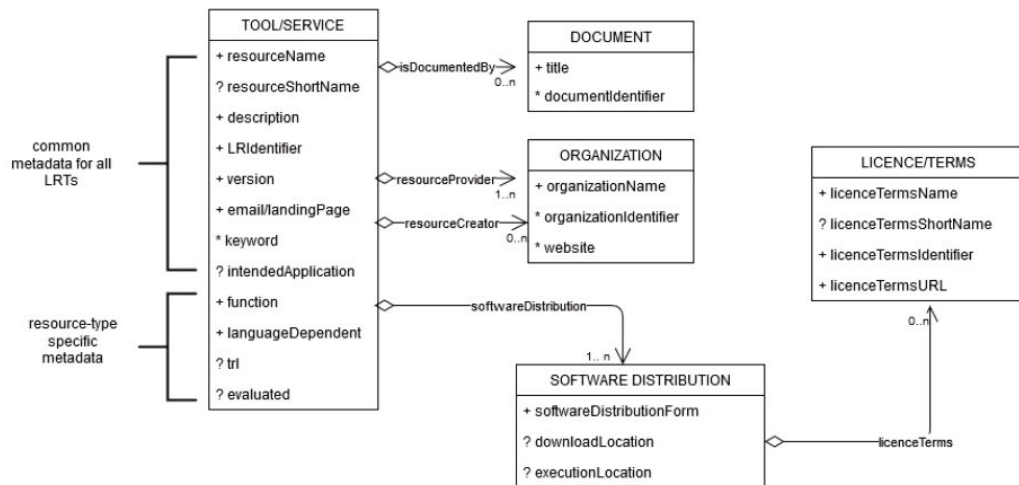 TOOL/SERVICE
+ resourceName
? resourceShortName
+ description
+ LRIdentifier
+ version
+ email/landingPage
* keyword
? intendedApplication
+ function
+ languageDependent
? trl
? evaluated
common
metadata for all
LRTs
resource-type
specific
metadata
isDocumentedBy
0..n
DOCUMENT
+ title
* documentIdentifier
resourceProvider
1..n
resourceCreator
0..n
ORGANIZATION
+ organizationName
* organizationIdentifier
* website
softwareDistribution
1.. n
SOFTWARE DISTRIBUTION
+ softwareDistributionForm
? downloadLocation
? executionLocation
licenceTerms
0..n
LICENCE/TERMS
+ licenceTermsName
? licenceTermsShortName
+ licenceTermsIdentifier
+ licenceTermsURL